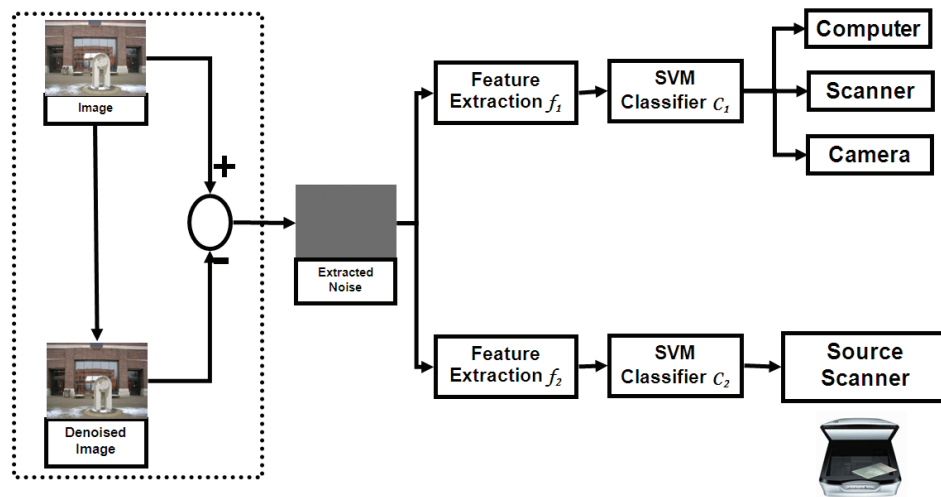 Image
+
-
Denoised
Image
Extracted
Noise
Feature
Extraction f₁
SVM
Classifier C₁
Computer
Scanner
Camera
Feature
Extraction f₂
SVM
Classifier C₂
Source
Scanner